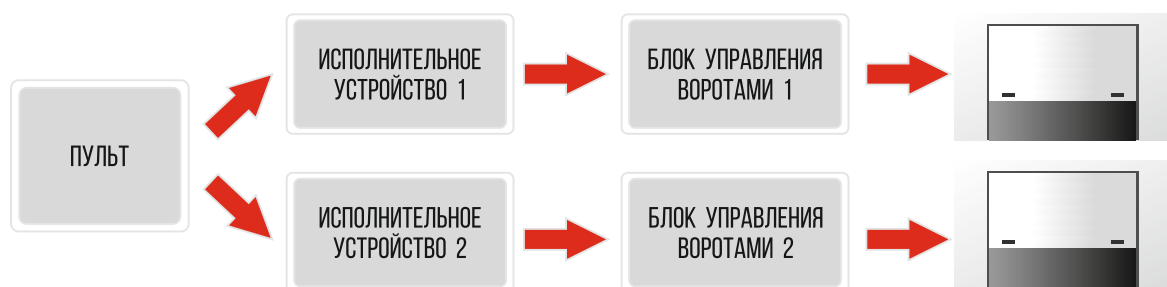 ПУЛЬТ
ИСПОЛНИТЕЛЬНОЕ
УСТРОЙСТВО 1
БЛОК УПРАВЛЕНИЯ
ВОРОТАМИ 1
ИСПОЛНИТЕЛЬНОЕ
УСТРОЙСТВО 2
БЛОК УПРАВЛЕНИЯ
ВОРОТАМИ 2